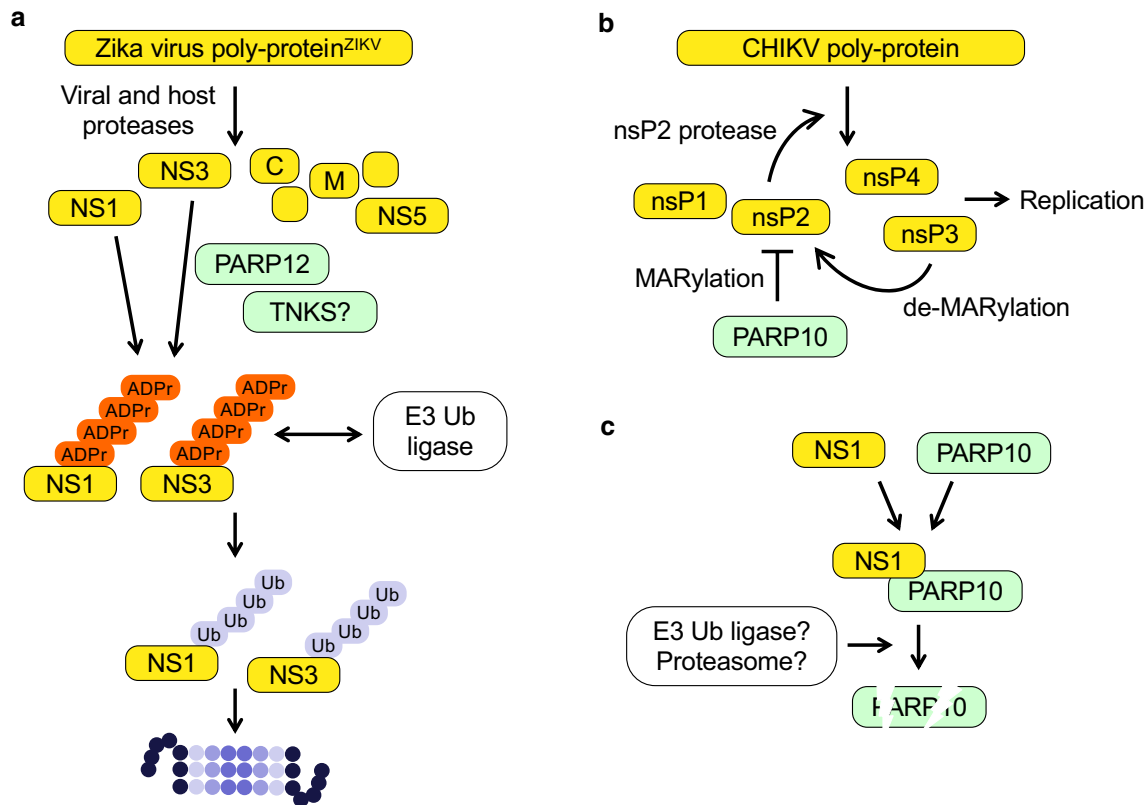 a
Zika virus poly-proteinZIKV
Viral and host
proteases
NS3
C
M
NS1
NS5
PARP12
TNKS?
ADPr
ADPr
ADPr
ADPr
NS1
ADPr
ADPr
ADPr
ADPr
NS3
E3 Ub
ligase
Ub
Ub
Ub
Ub
NS1
Ub
Ub
Ub
Ub
NS3
b
CHIKV poly-protein
nsP2 protease
nsP4
nsP1
nsP2
nsP3
Replication
MARylation
de-MARylation
PARP10
c
NS1
PARP10
NS1
PARP10
E3 Ub ligase?
Proteasome?
PARP10